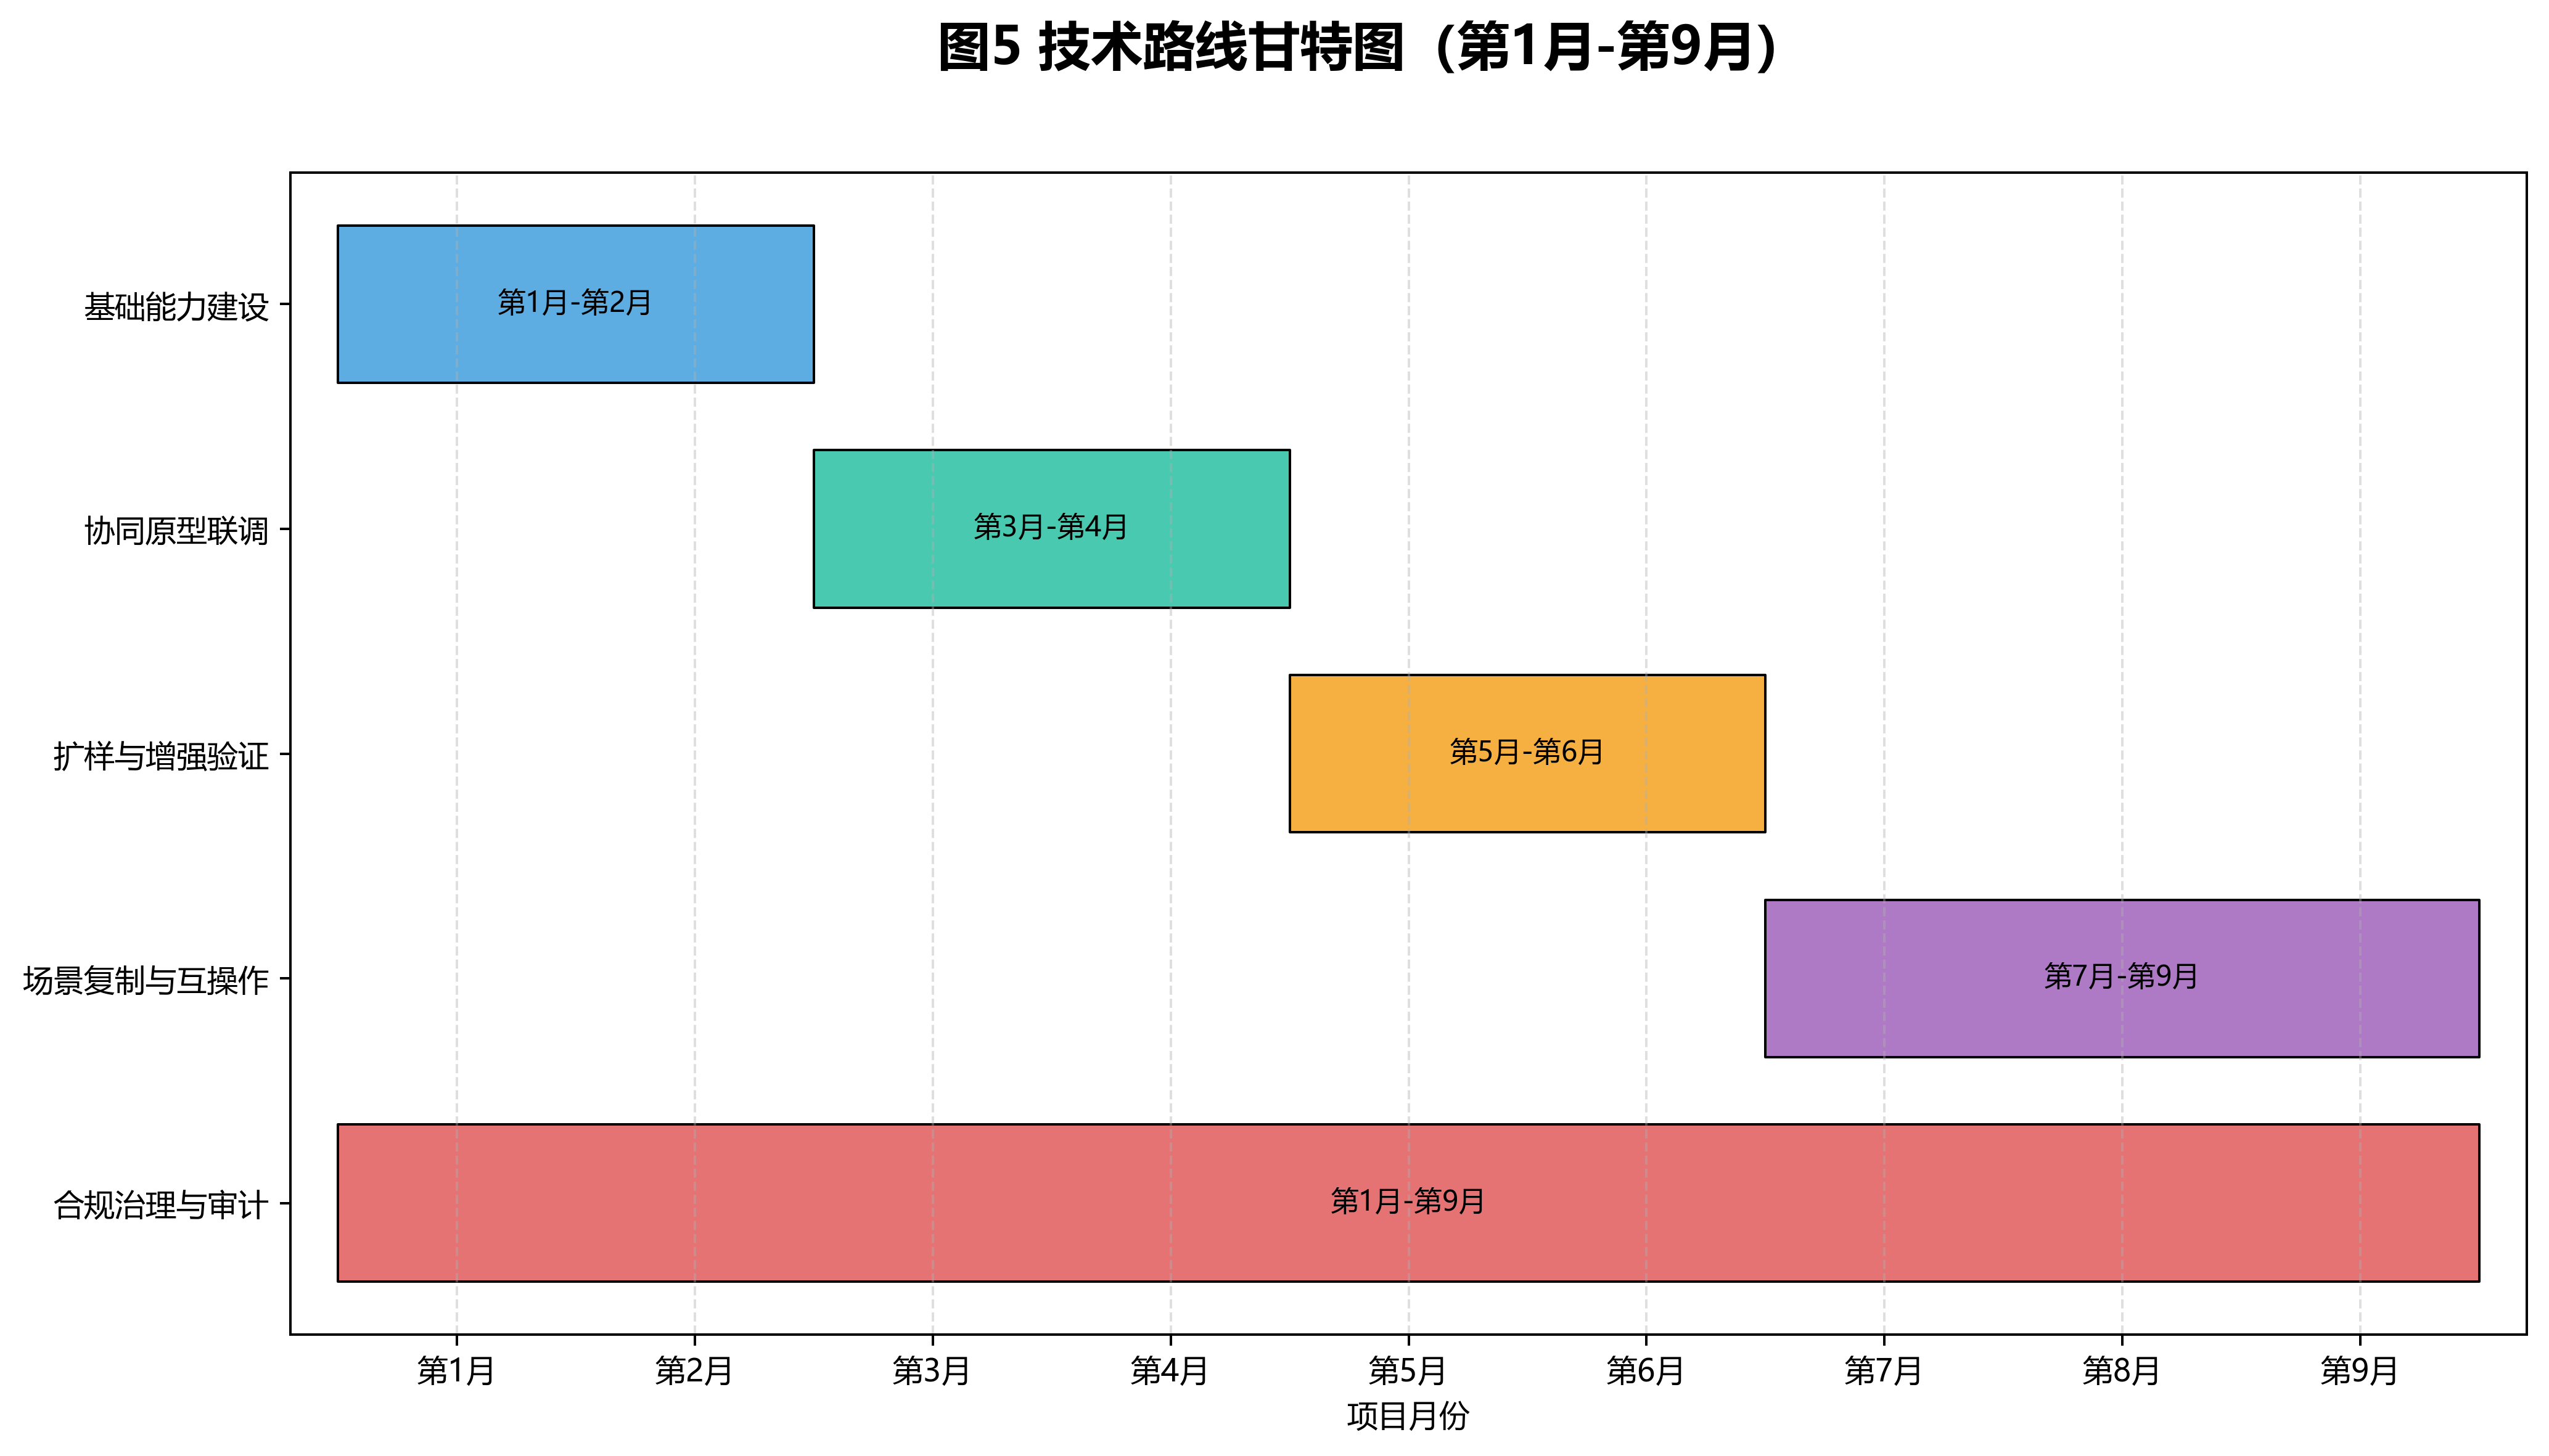 图5 技术路线甘特图（第1月-第9月）
基础能力建设
第1月-第2月
协同原型联调
第3月-第4月
扩样与增强验证
第5月-第6月
场景复制与互操作
第7月-第9月
合规治理与审计
第1月-第9月
第1月 第2月 第3月 第4月 第5月 第6月 第7月 第8月 第9月
项目月份